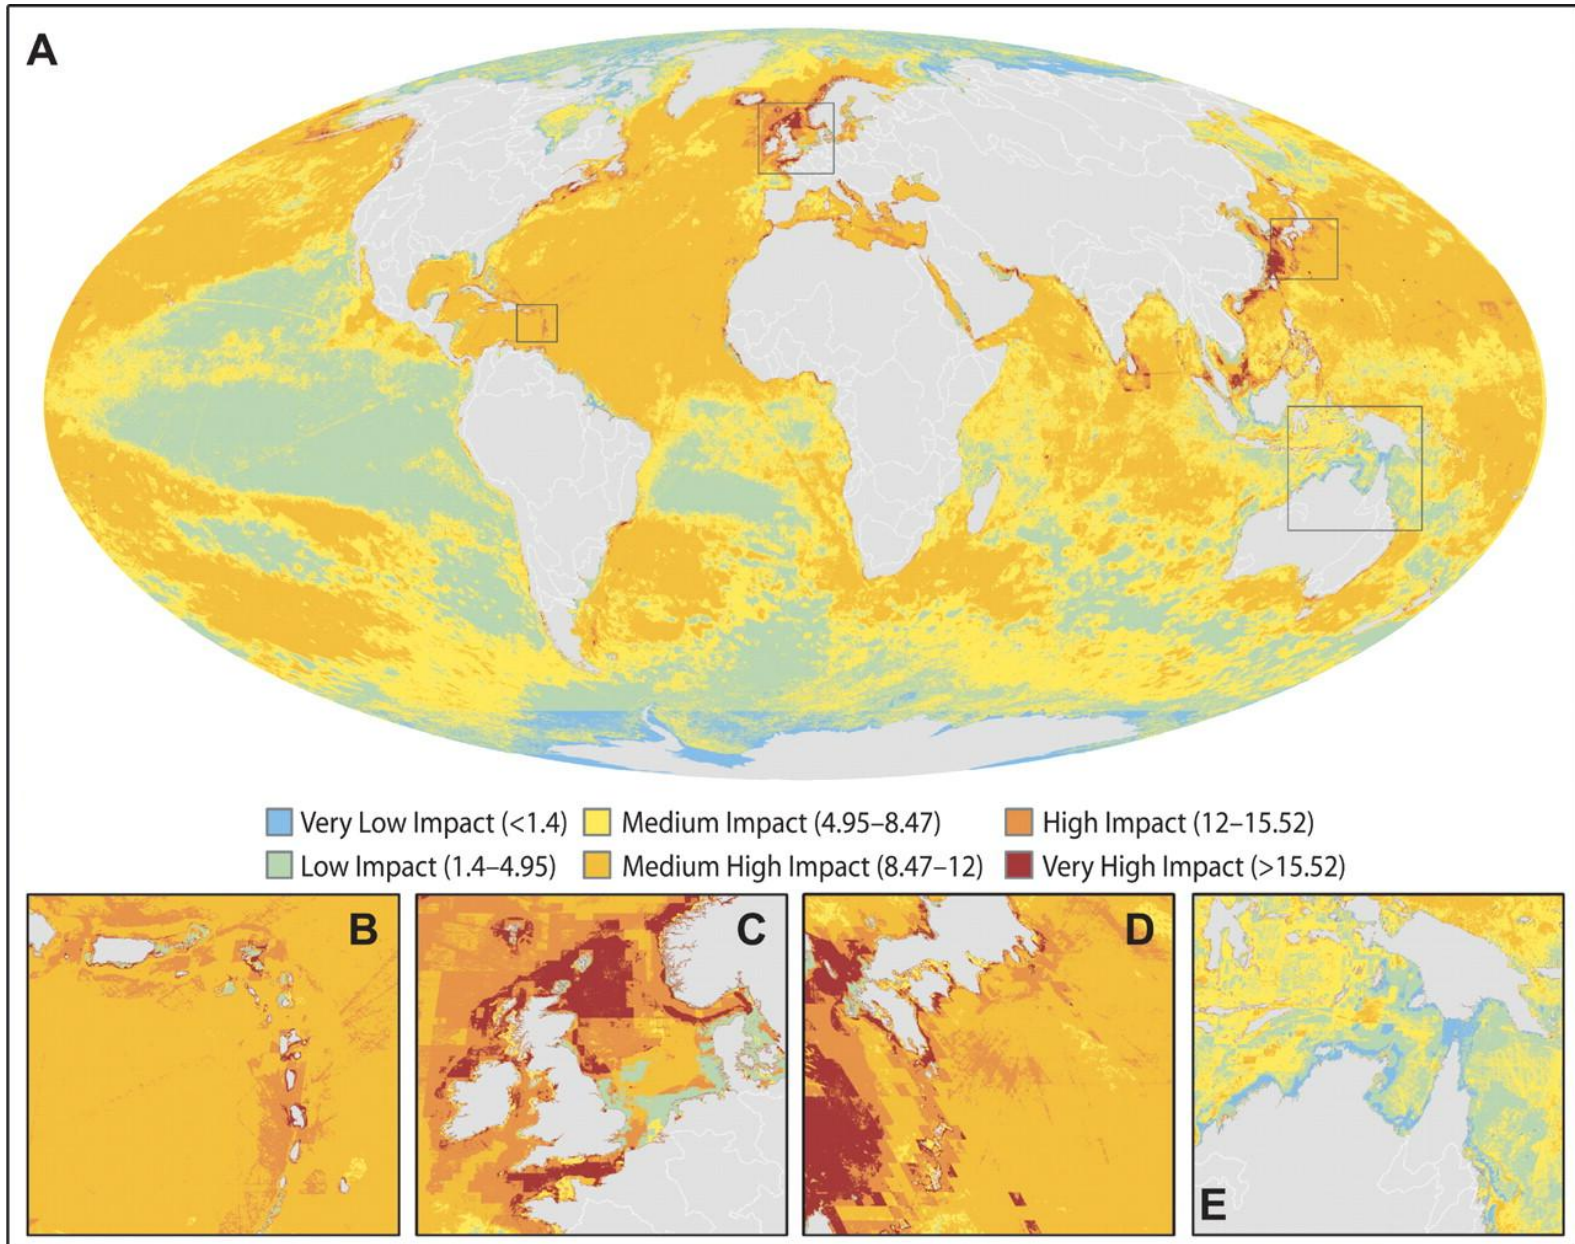 A
Very Low Impact (<1.4) Medium Impact (4.95–8.47) High Impact (12–15.52)
Low Impact (1.4–4.95) Medium High Impact (8.47–12) Very High Impact (>15.52)
B
C
D
E